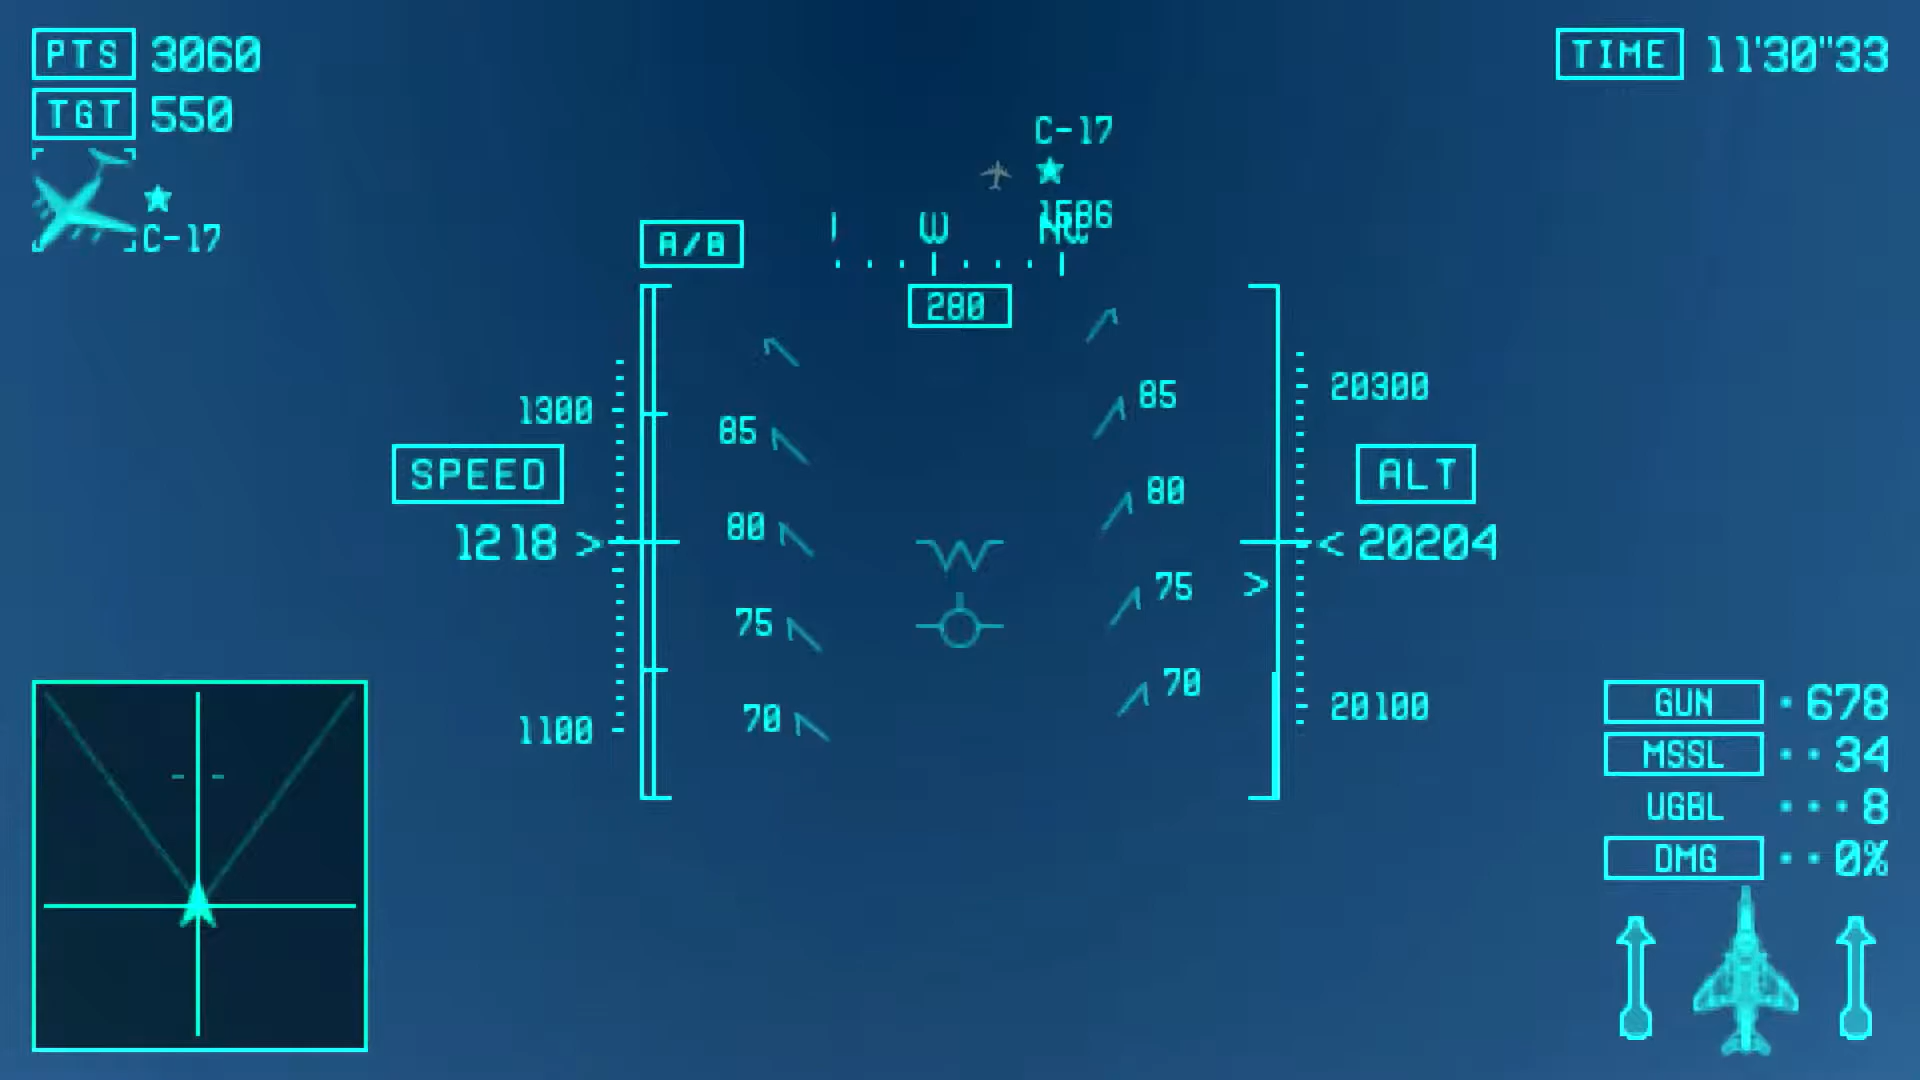 PTS 3060
TIME 11'30"33
TGT 550
C-17
C-17
W
NW
A/B
280
85
85
1300
20300
SPEED
ALT
80
80
1218 >
< 20204
75
75
>
70
70
1100
20100
GUN 678
MSSL 34
UGBL 8
DMG 0%